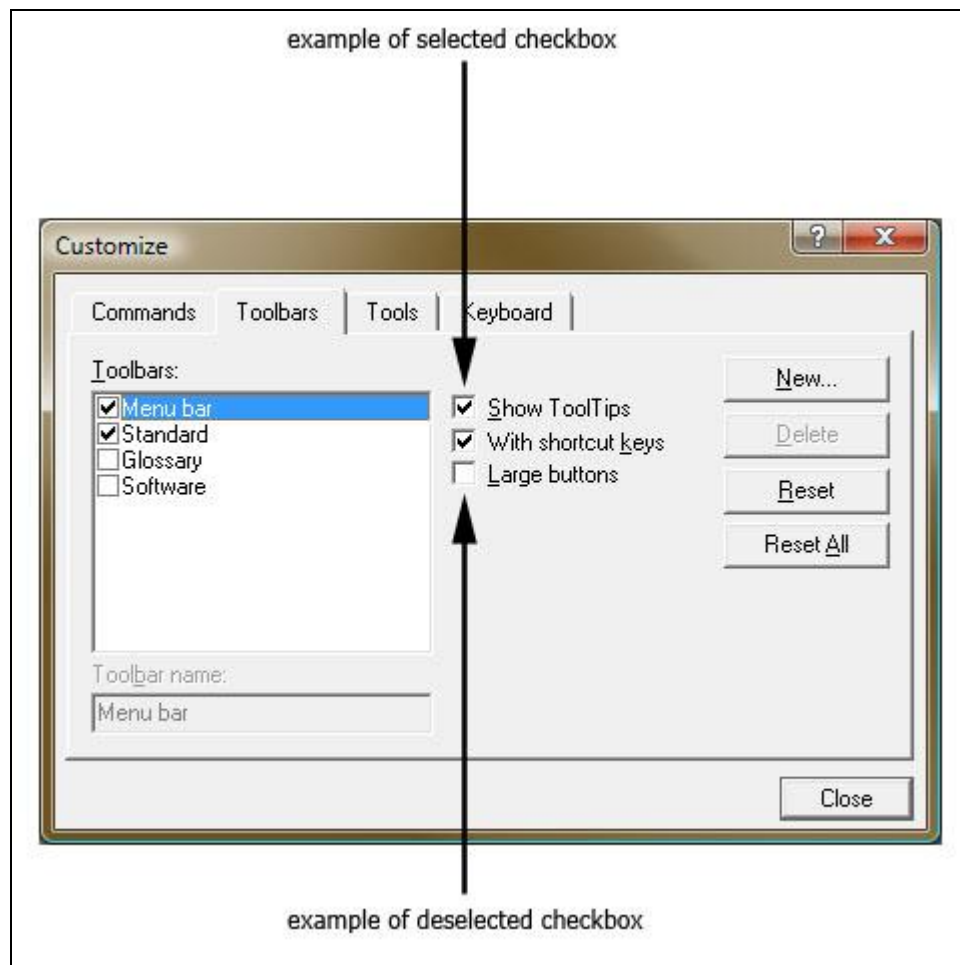 example of selected checkbox
Customize
?
X
Commands
Toolbars
Tools
Keyboard
Toolbars:
Menu bar
Standard
Glossary
Software
Show ToolTips
With shortcut keys
Large buttons
New...
Delete
Reset
Reset All
Toolbar name:
Menu bar
Close
example of deselected checkbox